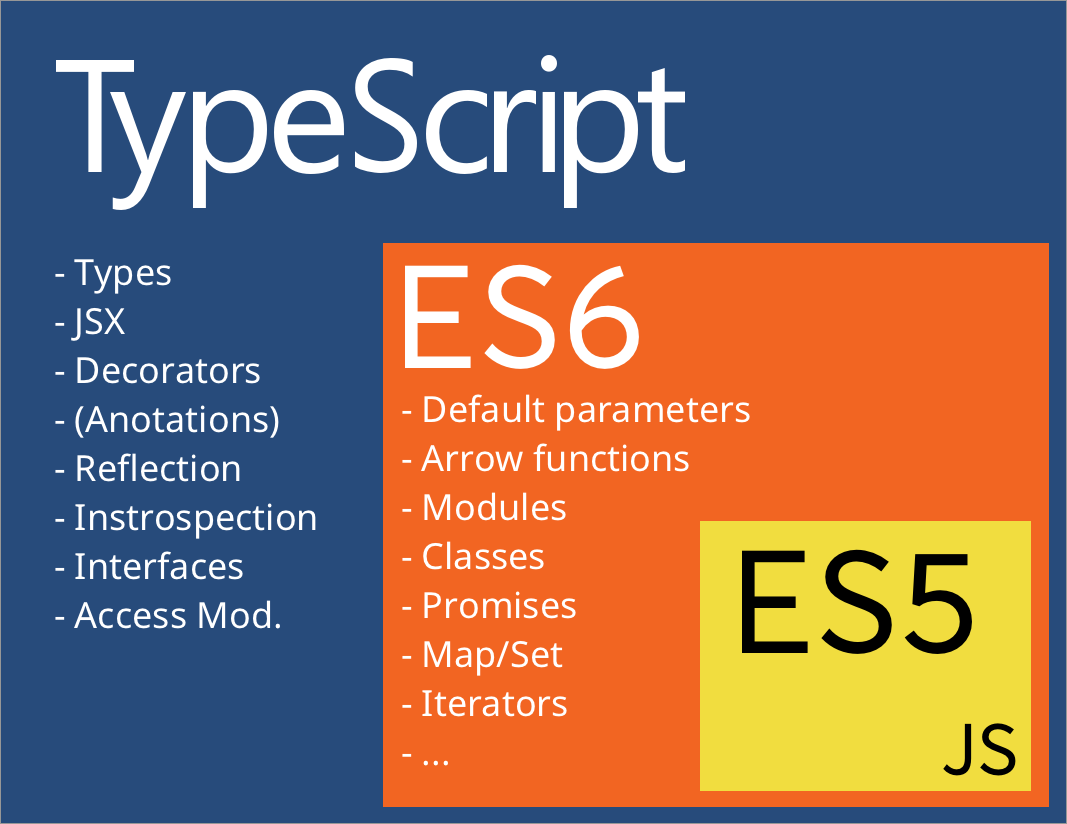 TypeScript
- Types
- JSX
- Decorators
- (Anotations)
- Reflection
- Instrospection
- Interfaces
- Access Mod.
ES6
- Default parameters
- Arrow functions
- Modules
- Classes
- Promises
- Map/Set
- Iterators
- ...
ES5
JS